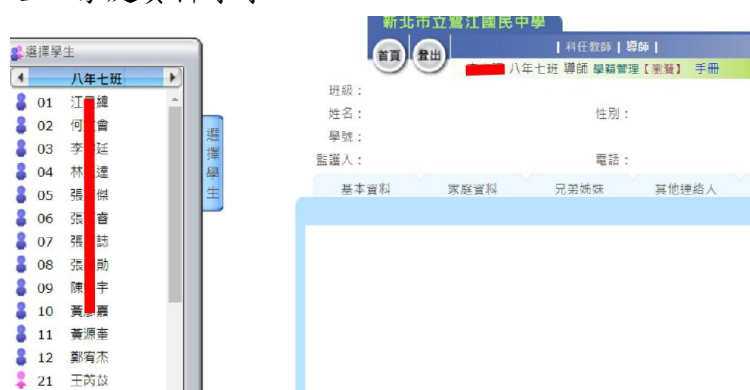 選擇學生
八年七班
01 江 緯
02 何 會
03 李 廷
04 林 達
05 張 傑
06 張 睿
07 張 誌
08 張 勛
09 陳 宇
10 黃 嘉
11 黃源奎
12 鄭宥杰
21 王芮苡
選擇學生
新北市立鷺江國民中學
首頁 登出
| 科任教師 | 導師 |
八年七班 導師 學籍管理【瀏覽】 手冊
班級：
姓名： 性別：
學號：
監護人： 電話：
基本資料 家庭資料 兄弟姊妹 其他連絡人